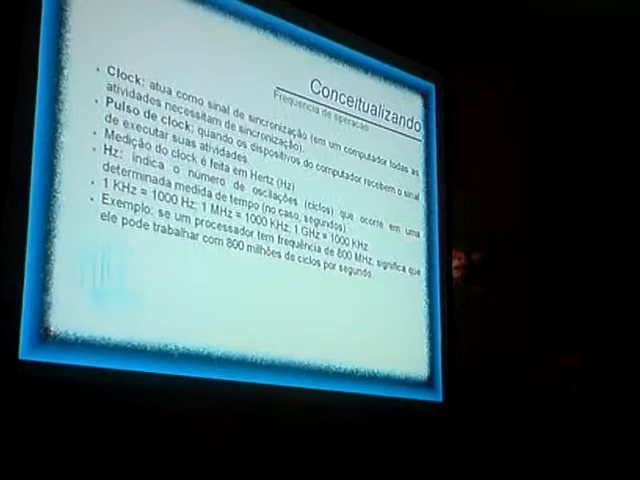 Conceitualizando
Frequência de operação
• Clock: atua como sinal de sincronização (em um computador todas as
atividades necessitam de sincronização).
• Pulso de clock: quando os dispositivos do computador recebem o sinal
de executar suas atividades.
• Medição do clock é feita em Hertz (Hz)
• Hz: indica o número de oscilações (ciclos) que ocorre em uma
determinada medida de tempo (no caso, segundos).
• 1 KHz = 1000 Hz; 1 MHz = 1000 KHz; 1 GHz = 1000 KHz
• Exemplo: se um processador tem frequência de 800 MHz, significa que
ele pode trabalhar com 800 milhões de ciclos por segundo.